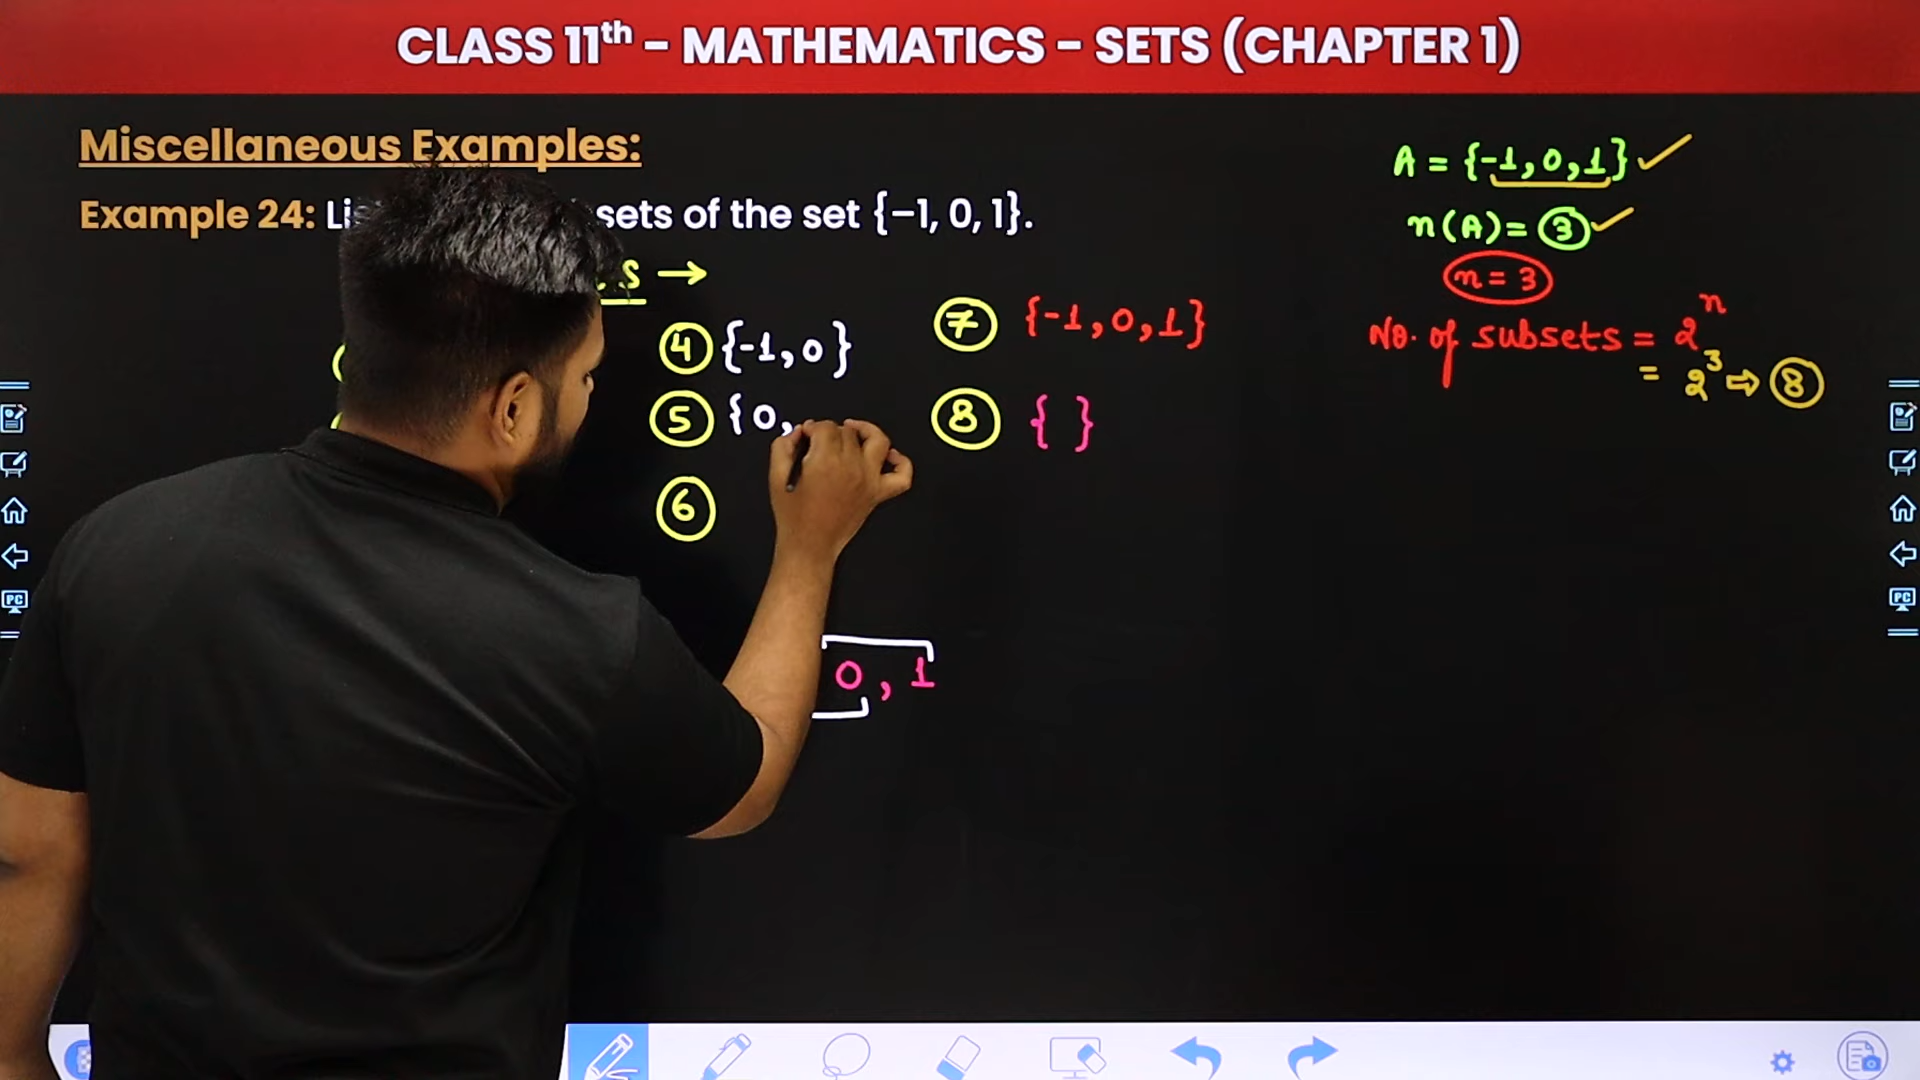 CLASS 11th – MATHEMATICS – SETS (CHAPTER 1)
Miscellaneous Examples:
Example 24: sets of the set {–1, 0, 1}.
→
④ {-1, 0}
⑤ {0,
⑥
⑦ {-1, 0, 1}
⑧ { }
0, 1
A = {-1, 0, 1} ✓
n(A) = ③ ✓
n = 3
No. of subsets = 2ⁿ
= 2³ ⇨ ⑧
PC
PC